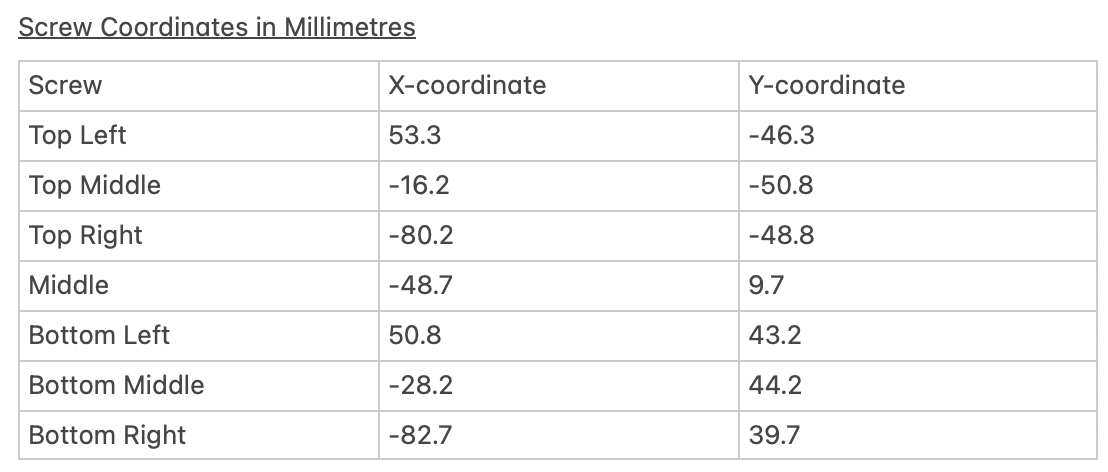 Screw Coordinates in Millimetres
Screw X-coordinate Y-coordinate
Top Left 53.3 -46.3
Top Middle -16.2 -50.8
Top Right -80.2 -48.8
Middle -48.7 9.7
Bottom Left 50.8 43.2
Bottom Middle -28.2 44.2
Bottom Right -82.7 39.7